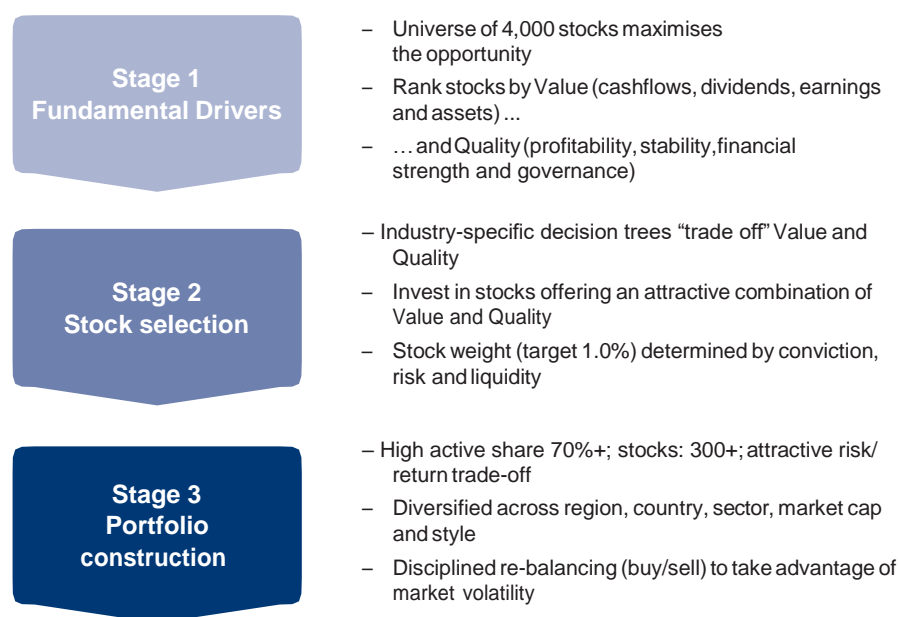 Stage 1
Fundamental Drivers
– Universe of 4,000 stocks maximises
the opportunity
– Rank stocks by Value (cashflows, dividends, earnings
and assets) ...
– … and Quality (profitability, stability, financial
strength and governance)
Stage 2
Stock selection
– Industry-specific decision trees “trade off” Value and
Quality
– Invest in stocks offering an attractive combination of
Value and Quality
– Stock weight (target 1.0%) determined by conviction,
risk and liquidity
Stage 3
Portfolio
construction
– High active share 70%+; stocks: 300+; attractive risk/
return trade-off
– Diversified across region, country, sector, market cap
and style
– Disciplined re-balancing (buy/sell) to take advantage of
market volatility